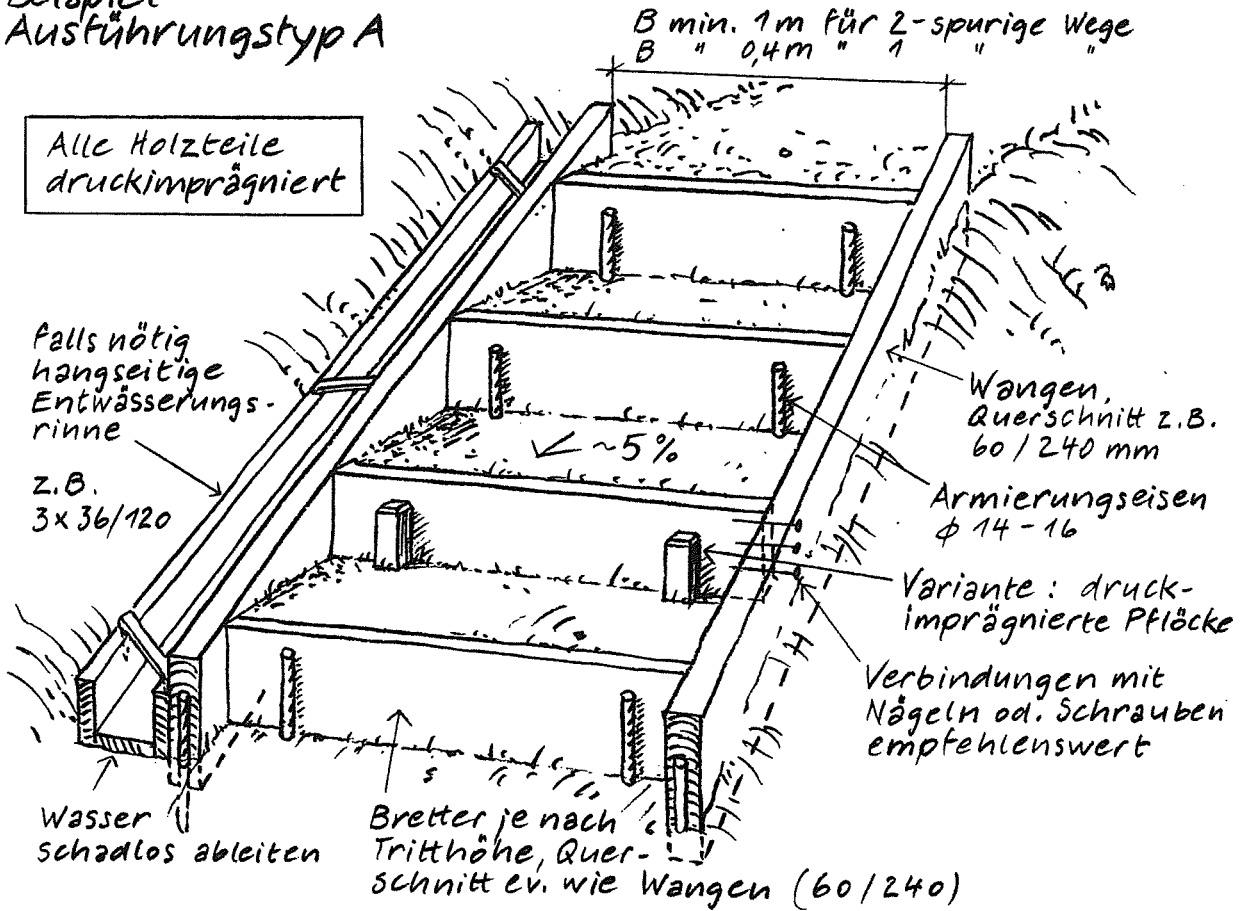 Beispiel
Ausführungstyp A
B min. 1m für 2-spurige Wege
B " 0,4m " 1 " "
Alle Holzteile
druckimprägniert
falls nötig
hangseitige
Entwässerungs-
rinne
z.B.
3x36/120
~5%
Wangen,
Querschnitt z.B.
60/240 mm
Armierungseisen
ϕ 14-16
Variante: druck-
imprägnierte Pflöcke
Verbindungen mit
Nägeln od. Schrauben
empfehlenswert
Wasser
schadlos ableiten
Bretter je nach
Tritthöhe, Quer-
schnitt ev. wie Wangen (60/240)